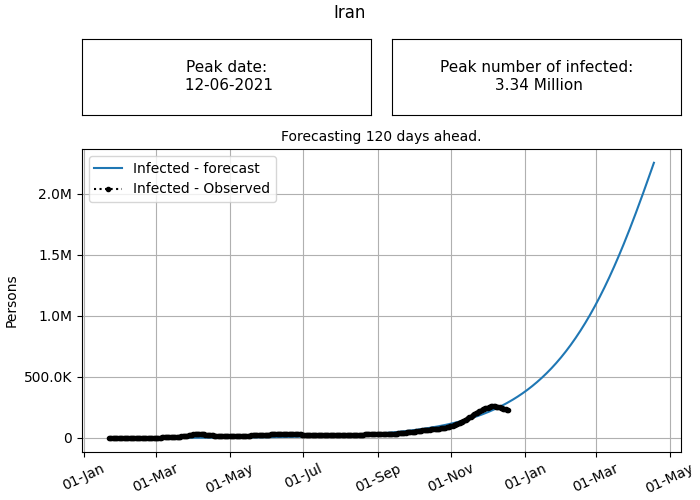 Iran
Peak date:
12-06-2021
Peak number of infected:
3.34 Million
Forecasting 120 days ahead.
Infected - forecast
Infected - Observed
Persons
2.0M
1.5M
1.0M
500.0K
0
01-Jan
01-Mar
01-May
01-Jul
01-Sep
01-Nov
01-Jan
01-Mar
01-May